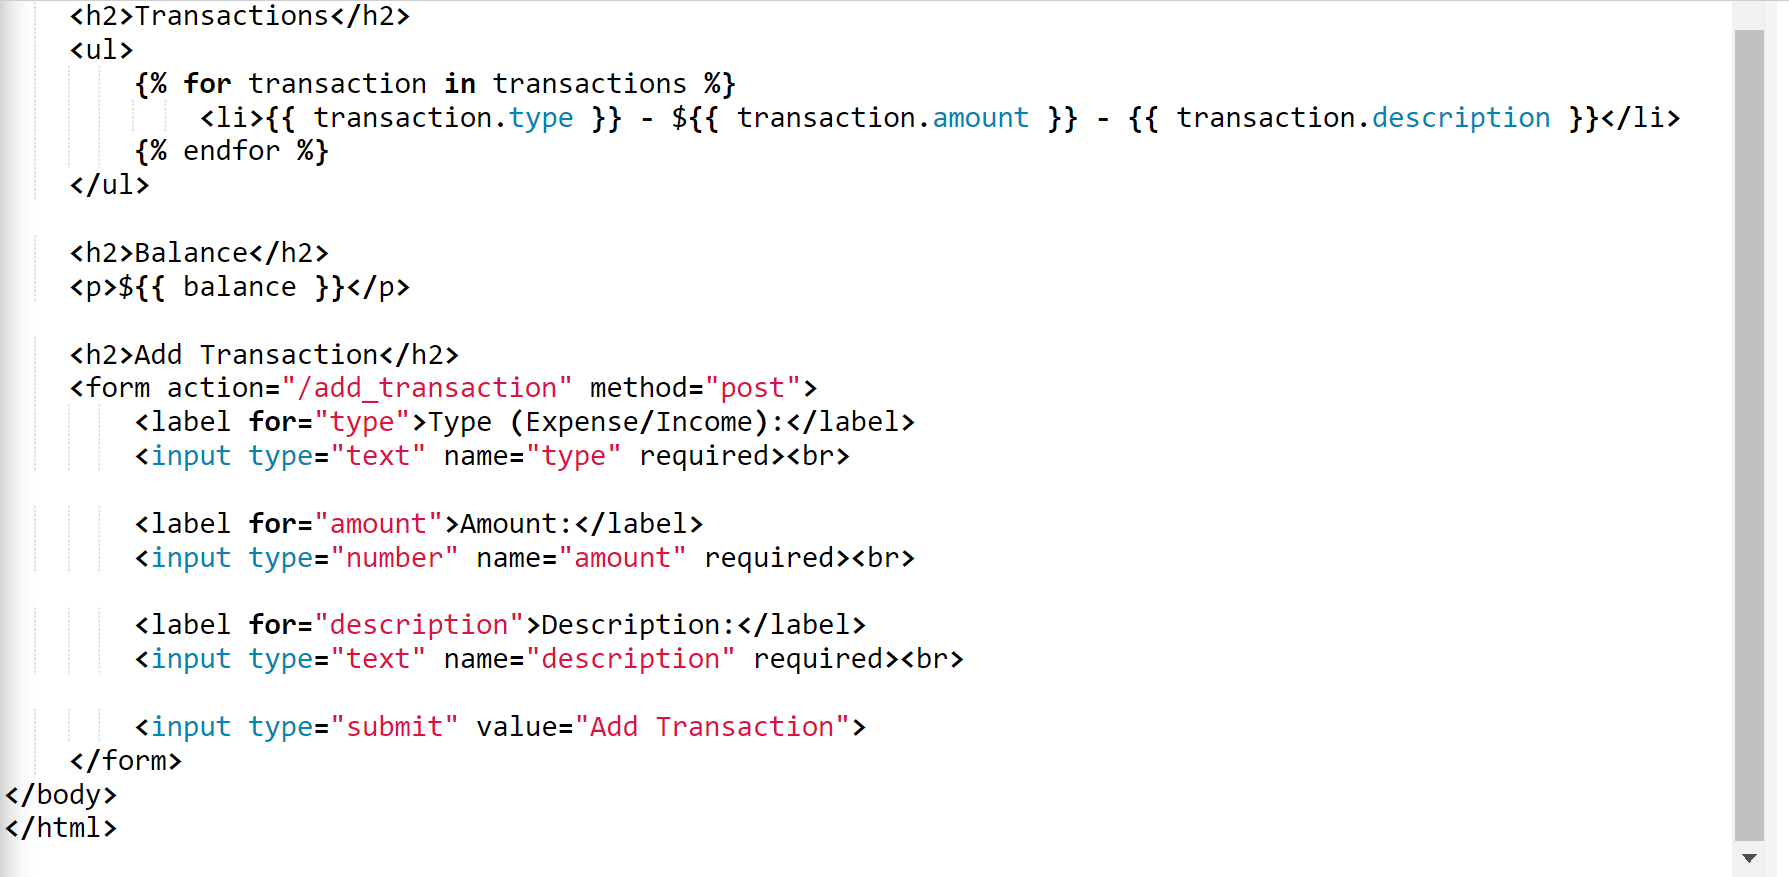 <h2>Transactions</h2>
<ul>
{% for transaction in transactions %}
<li>{{ transaction.type }} - ${{ transaction.amount }} - {{ transaction.description }}</li>
{% endfor %}
</ul>
<h2>Balance</h2>
<p>${{ balance }}</p>
<h2>Add Transaction</h2>
<form action="/add_transaction" method="post">
<label for="type">Type (Expense/Income):</label>
<input type="text" name="type" required><br>
<label for="amount">Amount:</label>
<input type="number" name="amount" required><br>
<label for="description">Description:</label>
<input type="text" name="description" required><br>
<input type="submit" value="Add Transaction">
</form>
</body>
</html>